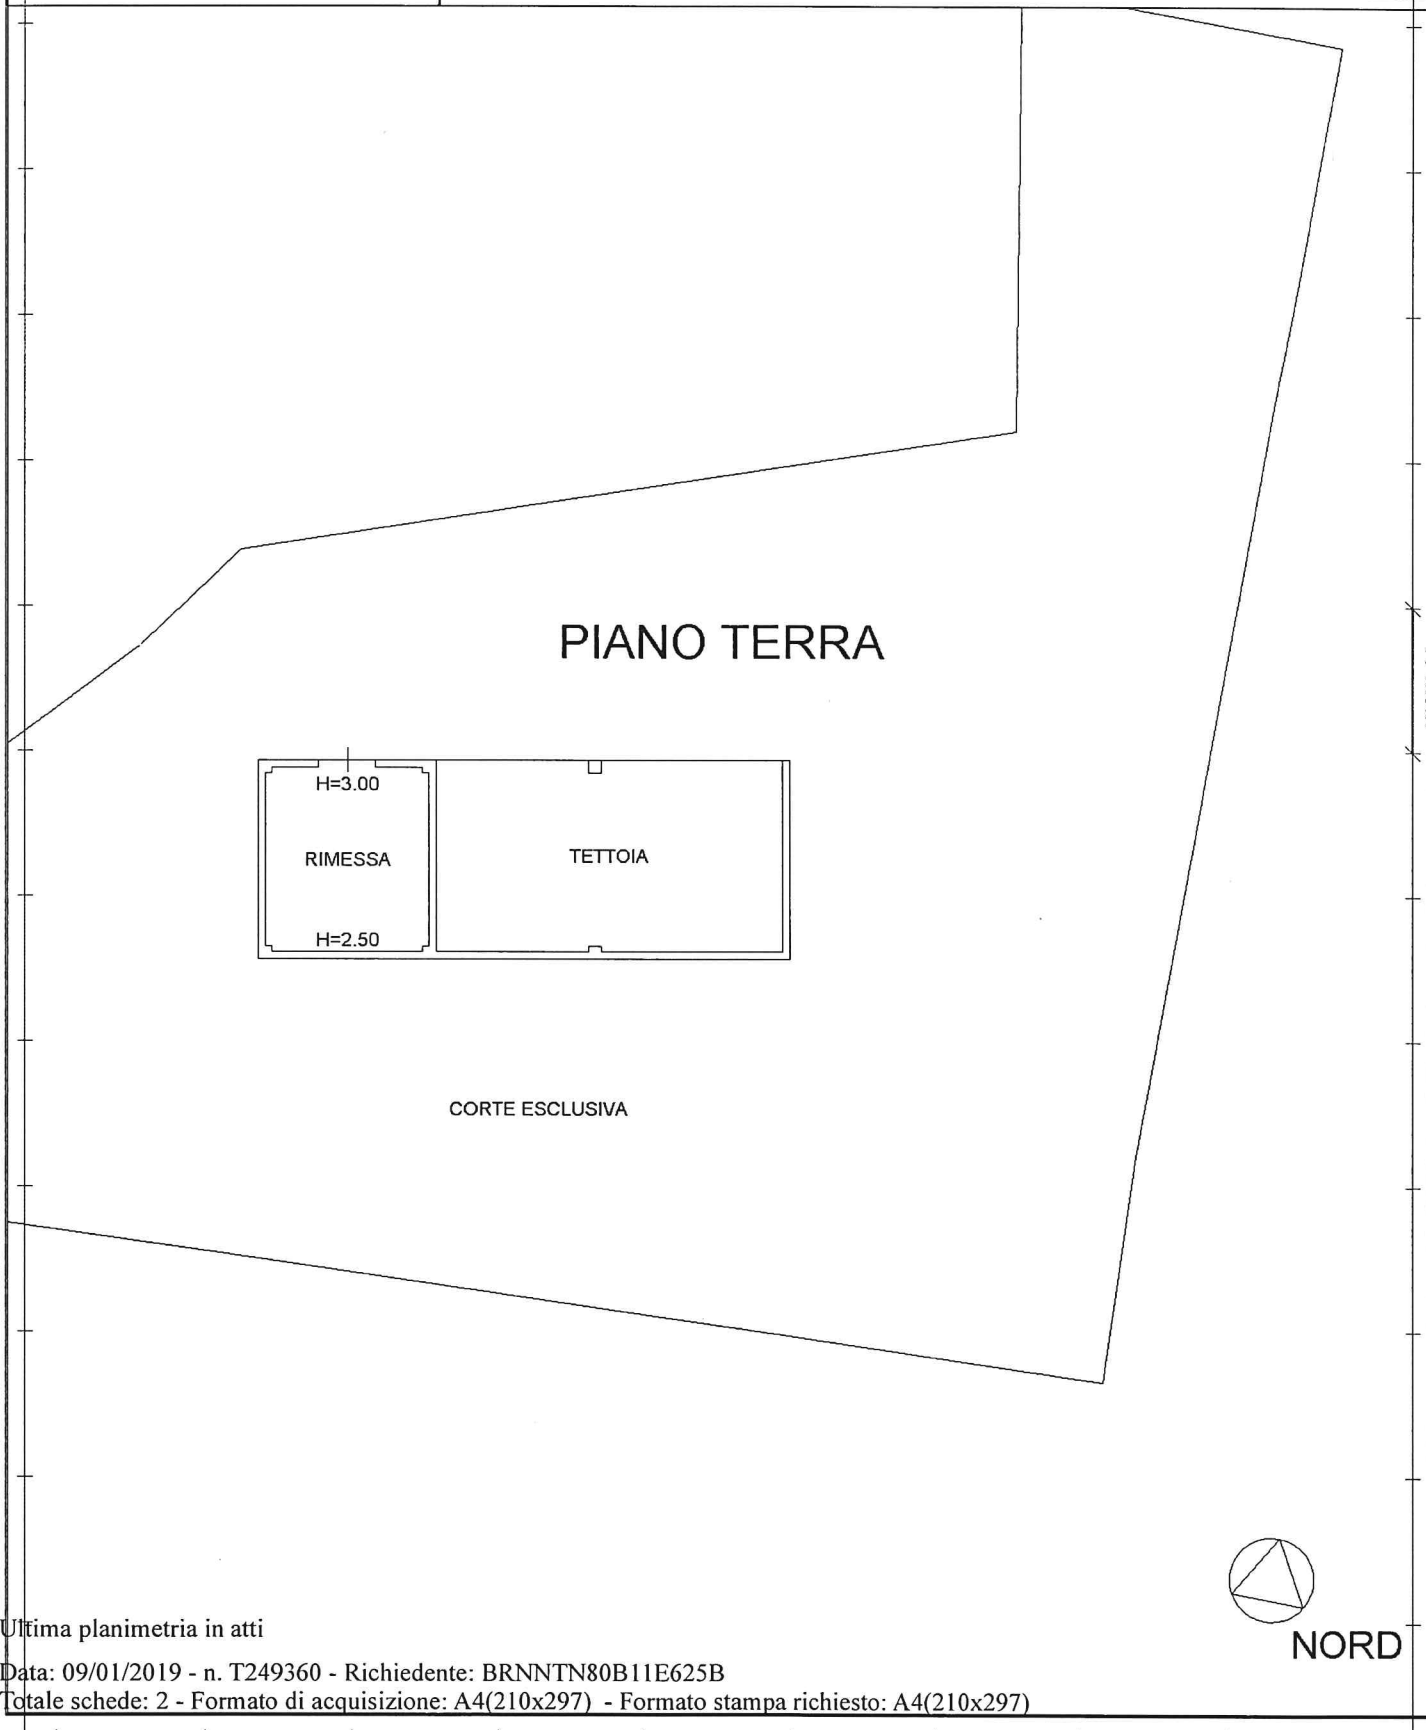 PIANO TERRA
H=3.00
RIMESSA
TETTOIA
H=2.50
CORTE ESCLUSIVA
NORD
Ultima planimetria in atti
Data: 09/01/2019 - n. T249360 - Richiedente: BRNNTN80B11E625B
Totale schede: 2 - Formato di acquisizione: A4(210x297) - Formato stampa richiesto: A4(210x297)